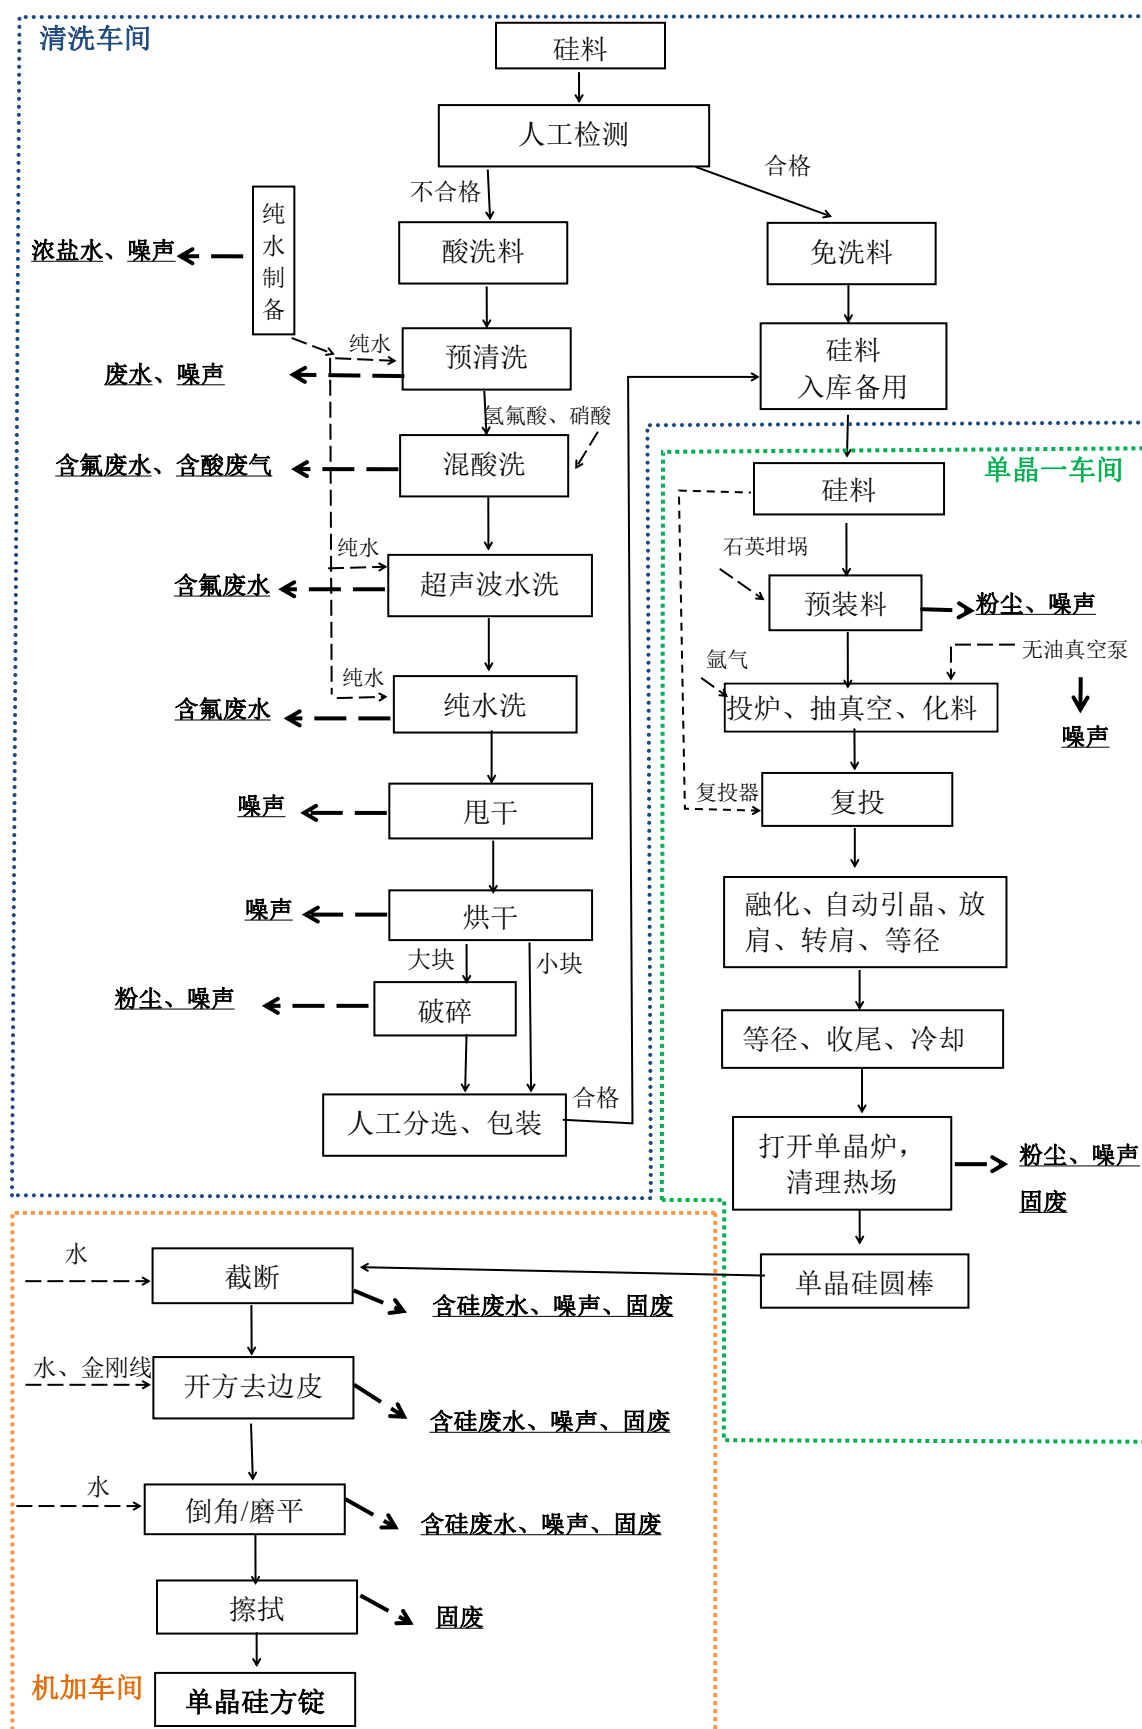 清洗车间
硅料
人工检测
不合格
合格
纯
水
制
备
浓盐水、噪声
酸洗料
免洗料
纯水
预清洗
废水、噪声
硅料
入库备用
氢氟酸、硝酸
混酸洗
含氟废水、含酸废气
单晶一车间
硅料
纯水
超声波水洗
含氟废水
石英坩埚
预装料
粉尘、噪声
氩气
无油真空泵
纯水
纯水洗
含氟废水
投炉、抽真空、化料
噪声
甩干
噪声
复投器
复投
烘干
噪声
融化、自动引晶、放
肩、转肩、等径
大块
小块
破碎
粉尘、噪声
等径、收尾、冷却
人工分选、包装
合格
打开单晶炉，
清理热场
粉尘、噪声
固废
单晶硅圆棒
水
截断
含硅废水、噪声、固废
水、金刚线
开方去边皮
含硅废水、噪声、固废
水
倒角/磨平
含硅废水、噪声、固废
擦拭
固废
机加车间
单晶硅方锭